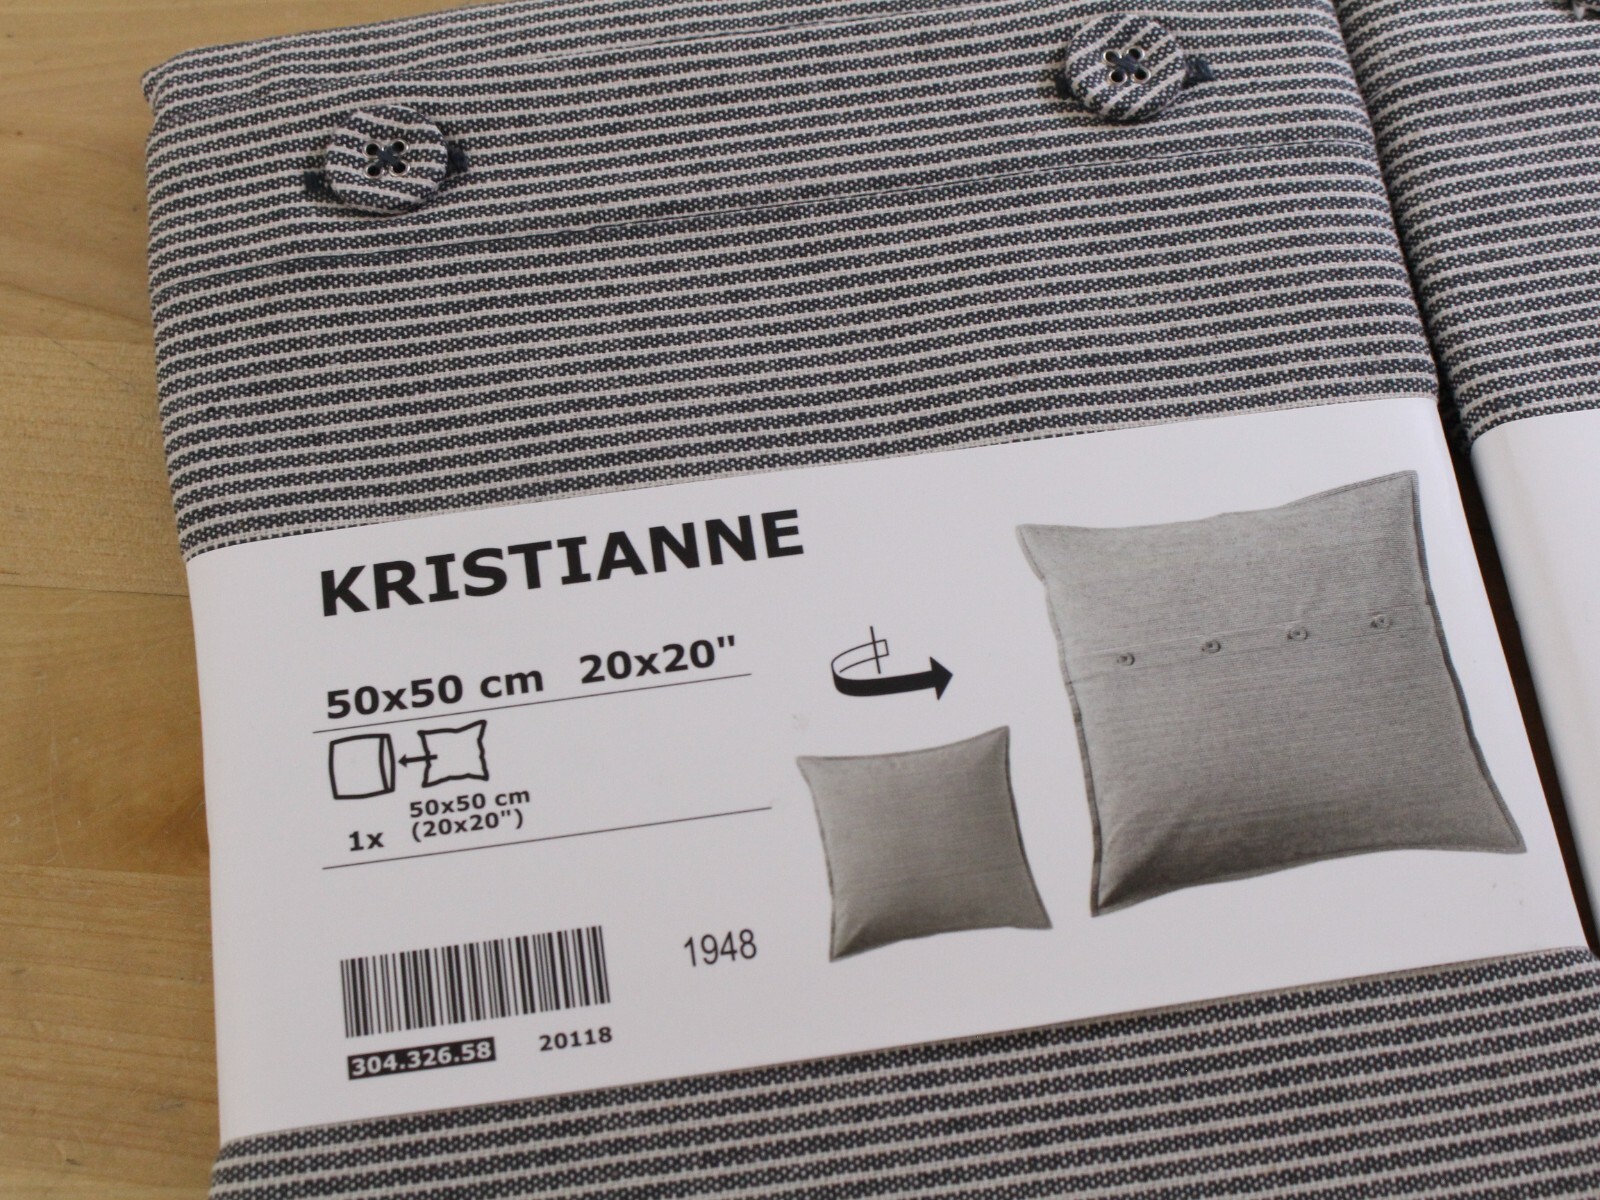 KRISTIANNE
50x50 cm 20x20"
50x50 cm
1x (20x20")
1948
304.326.58 20118